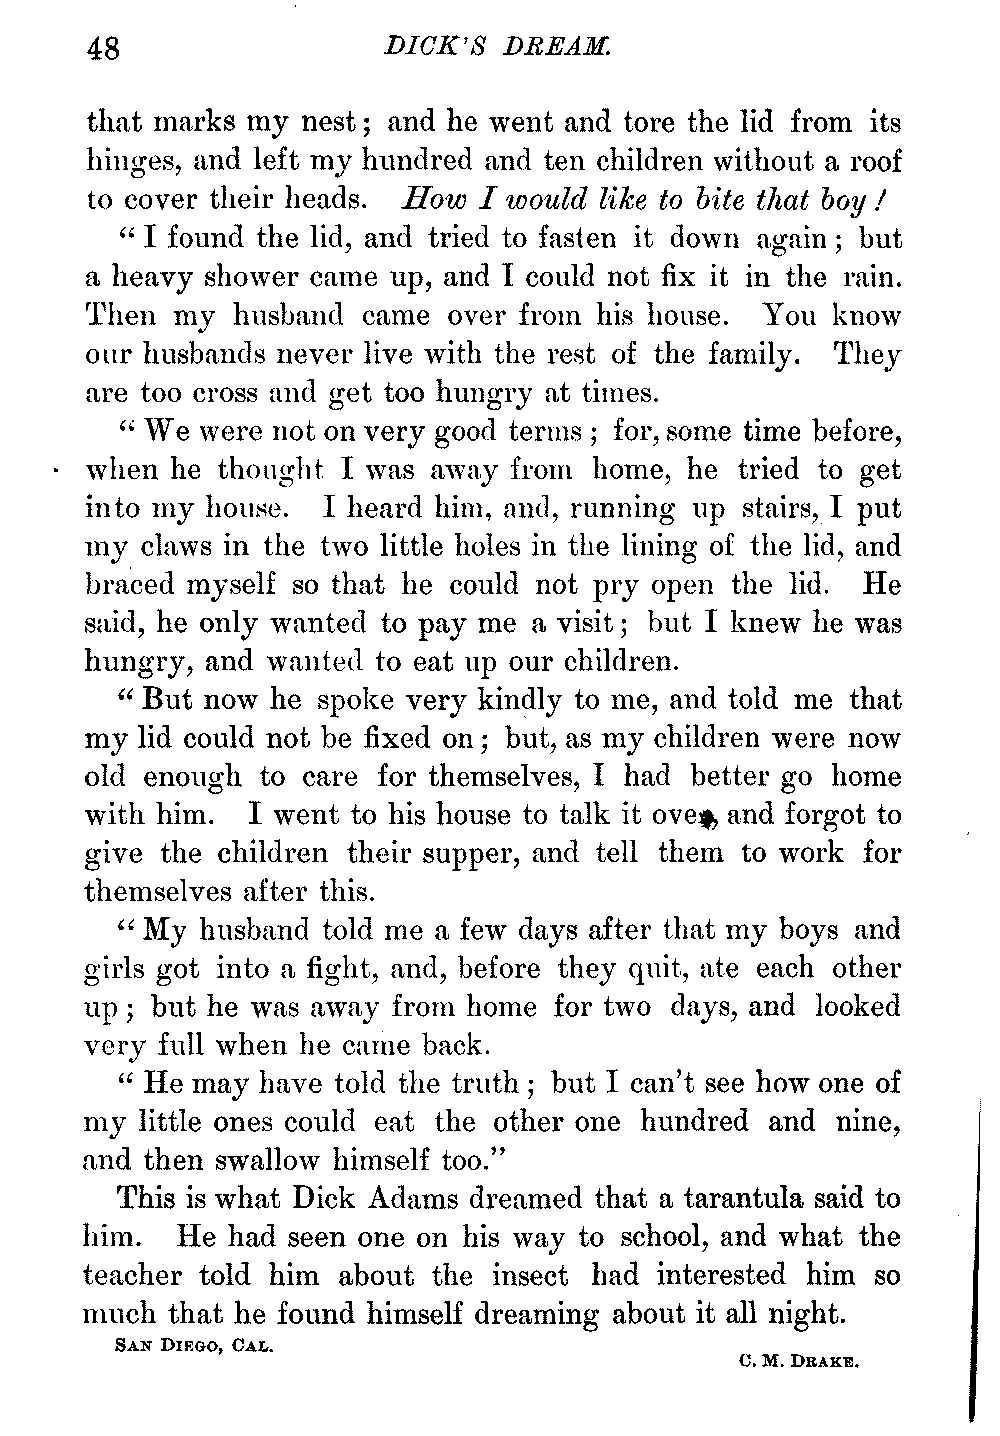 48 DICK'S DREAM.
that marks my nest; and he went and tore the lid from its
hinges, and left my hundred and ten children without a roof
to cover their heads. How I would like to bite that boy!
"I found the lid, and tried to fasten it down again; but
a heavy shower came up, and I could not fix it in the rain.
Then my husband came over from his house. You know
our husbands never live with the rest of the family. They
are too cross and get too hungry at times.
"We were not on very good terms; for, some time before,
when he thought I was away from home, he tried to get
into my house. I heard him, and, running up stairs, I put
my claws in the two little holes in the lining of the lid, and
braced myself so that he could not pry open the lid. He
said, he only wanted to pay me a visit; but I knew he was
hungry, and wanted to eat up our children.
"But now he spoke very kindly to me, and told me that
my lid could not be fixed on; but, as my children were now
old enough to care for themselves, I had better go home
with him. I went to his house to talk it over, and forgot to
give the children their supper, and tell them to work for
themselves after this.
"My husband told me a few days after that my boys and
girls got into a fight, and, before they quit, ate each other
up; but he was away from home for two days, and looked
very full when he came back.
"He may have told the truth; but I can't see how one of
my little ones could eat the other one hundred and nine,
and then swallow himself too."
This is what Dick Adams dreamed that a tarantula said to
him. He had seen one on his way to school, and what the
teacher told him about the insect had interested him so
much that he found himself dreaming about it all night.
SAN DIEGO, CAL.
C. M. DRAKE.